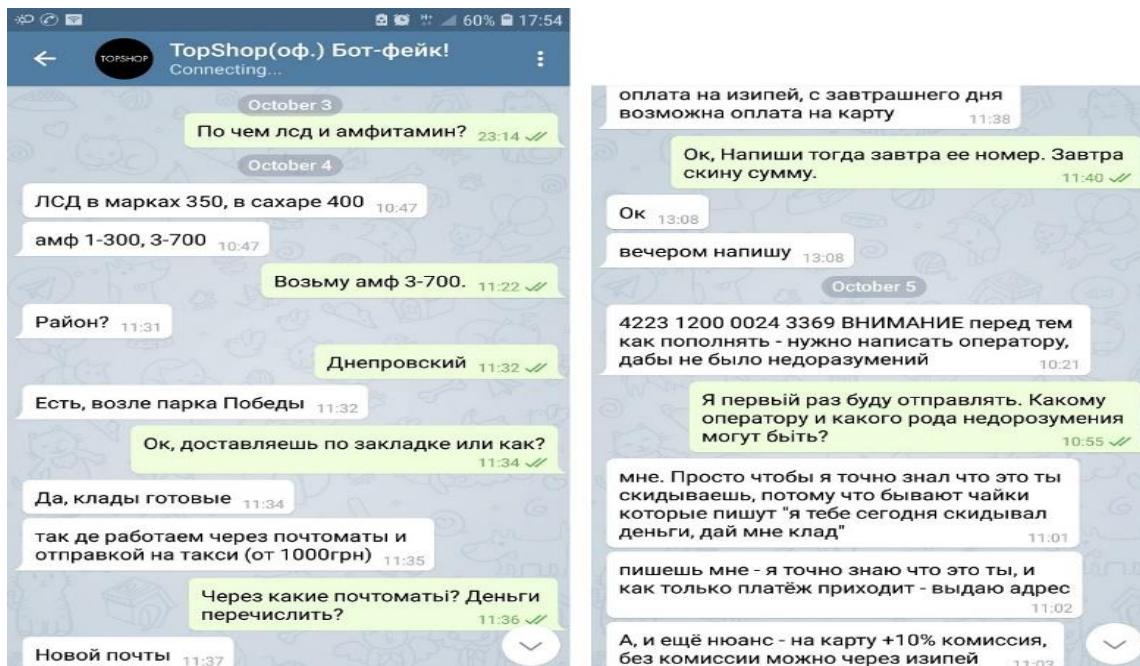 60% 17:54
TOPSHOP
TopShop(оф.) Бот-фейк!
Connecting...
October 3
По чем лсд и амфитамин? 23:14
October 4
ЛСД в марках 350, в сахаре 400 10:47
амф 1-300, 3-700 10:47
Возьму амф 3-700. 11:22
Район? 11:31
Днепровский 11:32
Есть, возле парка Победы 11:32
Ок, доставляешь по закладке или как?
11:34
Да, клады готовые 11:34
так де работаем через почтоматы и
отправкой на такси (от 1000грн) 11:35
Через какие почтоматы? Деньги
перечислить? 11:36
Новой почты 11:37
оплата на изипей, с завтрашнего дня
возможна оплата на карту 11:38
Ок, Напиши тогда завтра ее номер. Завтра
скину сумму. 11:40
Ок 13:08
вечером напишу 13:08
October 5
4223 1200 0024 3369 ВНИМАНИЕ перед тем
как пополнять - нужно написать оператору,
дабы не было недоразумений 10:21
Я первый раз буду отправлять. Какому
оператору и какого рода недорозумения
могут быть? 10:55
мне. Просто чтобы я точно знал что это ты
скидываешь, потому что бывают чайки
которые пишут "я тебе сегодня скидывал
деньги, дай мне клад" 11:01
пишешь мне - я точно знаю что это ты, и
как только платёж приходит - выдаю адрес
11:02
А, и ещё нюанс - на карту +10% комиссия,
без комиссии можно через изипей 11:03